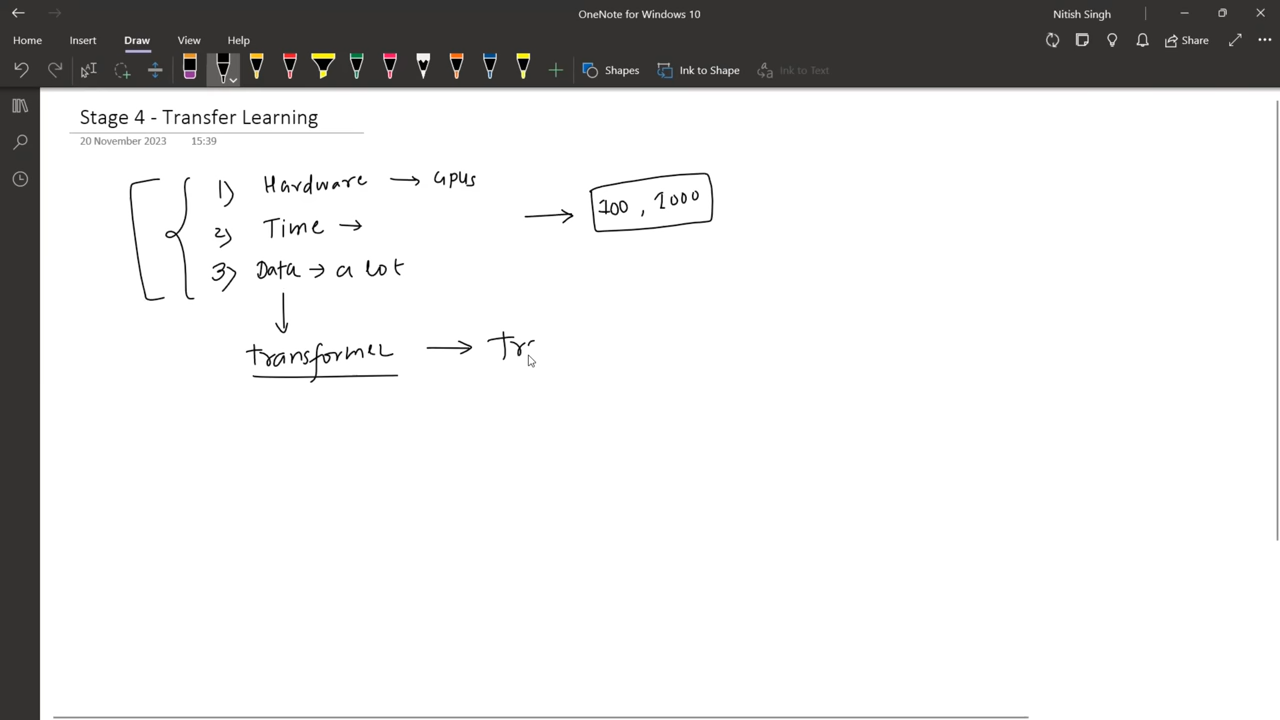 OneNote for Windows 10
Nitish Singh
Home Insert Draw View Help
Share
Shapes Ink to Shape Ink to Text
Stage 4 - Transfer Learning
20 November 2023 15:39
1) Hardware → GPUs
2) Time →
→ 100, 1000
3) Data → a lot
transformer → Tr